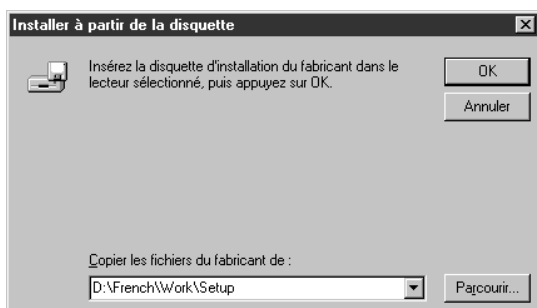 Installer à partir de la disquette
Insérez la disquette d'installation du fabricant dans le
lecteur sélectionné, puis appuyez sur OK.
OK
Annuler
Copier les fichiers du fabricant de :
D:\French\Work\Setup
Parcourir...